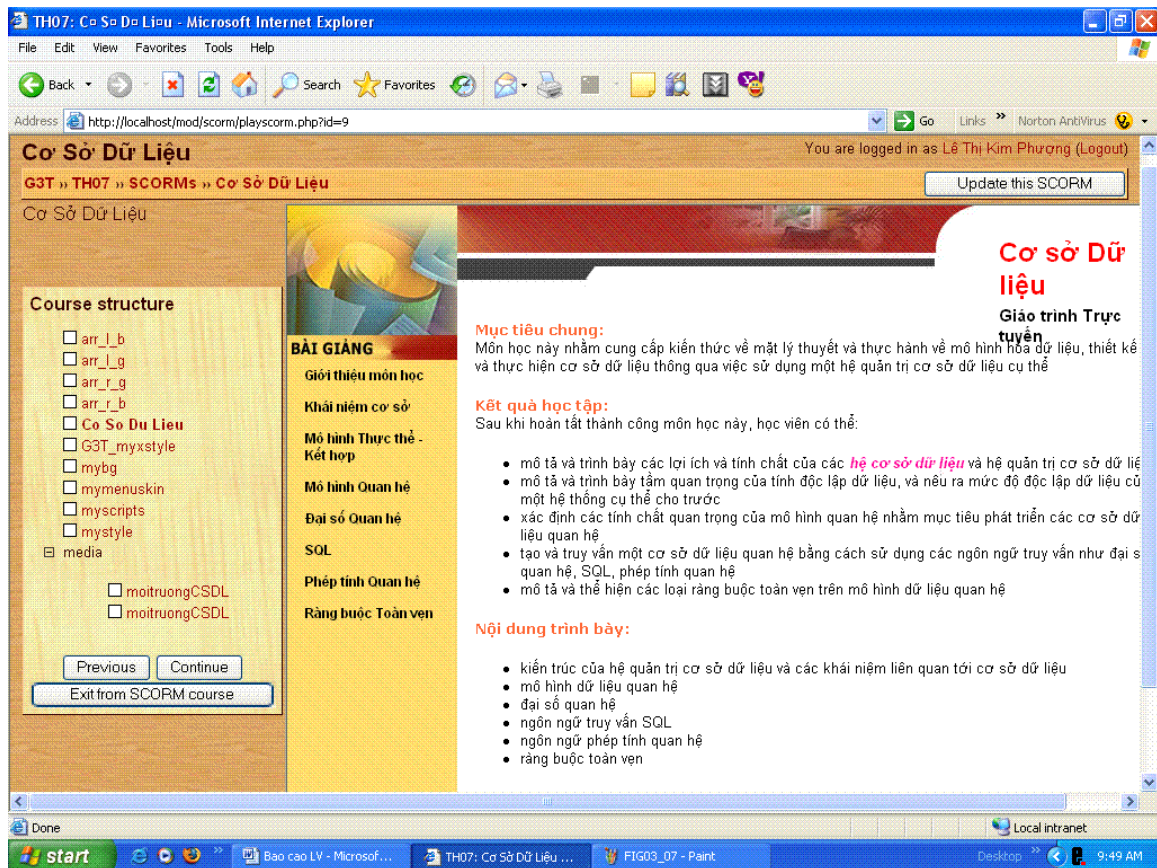 TH07: C¤ S¤ D¤ Li¤u - Microsoft Internet Explorer
File Edit View Favorites Tools Help
Back Search Favorites
Address http://localhost/mod/scorm/playscorm.php?id=9 Go Links » Norton AntiVirus
Cơ Sở Dữ Liệu
You are logged in as Lê Thị Kim Phượng (Logout)
G3T » TH07 » SCORMs » Cơ Sở Dữ Liệu
Update this SCORM
Cơ Sở Dữ Liệu
Course structure
arr_l_b
arr_l_g
arr_r_g
arr_r_b
Co So Du Lieu
G3T_myxstyle
mybg
mymenuskin
myscripts
mystyle
media
moitruongCSDL
moitruongCSDL
Previous Continue
Exit from SCORM course
BÀI GIẢNG
Giới thiệu môn học
Khái niệm cơ sở
Mô hình Thực thể -
Kết hợp
Mô hình Quan hệ
Đại số Quan hệ
SQL
Phép tính Quan hệ
Ràng buộc Toàn vẹn
Cơ sở Dữ
liệu
Giáo trình Trực
tuyến
Mục tiêu chung:
Môn học này nhằm cung cấp kiến thức về mặt lý thuyết và thực hành về mô hình hóa dữ liệu, thiết kế
và thực hiện cơ sở dữ liệu thông qua việc sử dụng một hệ quản trị cơ sở dữ liệu cụ thể
Kết quả học tập:
Sau khi hoàn tất thành công môn học này, học viên có thể:
mô tả và trình bày các lợi ích và tính chất của các hệ cơ sở dữ liệu và hệ quản trị cơ sở dữ liệ
mô tả và trình bày tầm quan trọng của tính độc lập dữ liệu, và nêu ra mức độ độc lập dữ liệu củ
một hệ thống cụ thể cho trước
xác định các tính chất quan trọng của mô hình quan hệ nhằm mục tiêu phát triển các cơ sở dữ
liệu quan hệ
tạo và truy vấn một cơ sở dữ liệu quan hệ bằng cách sử dụng các ngôn ngữ truy vấn như đại s
quan hệ, SQL, phép tính quan hệ
mô tả và thể hiện các loại ràng buộc toàn vẹn trên mô hình dữ liệu quan hệ
Nội dung trình bày:
kiến trúc của hệ quản trị cơ sở dữ liệu và các khái niệm liên quan tới cơ sở dữ liệu
mô hình dữ liệu quan hệ
đại số quan hệ
ngôn ngữ truy vấn SQL
ngôn ngữ phép tính quan hệ
ràng buộc toàn vẹn
Done Local intranet
start » Bao cao LV - Microsof... TH07: Cơ Sở Dữ Liệu ... FIG03_07 - Paint Desktop » 9:49 AM